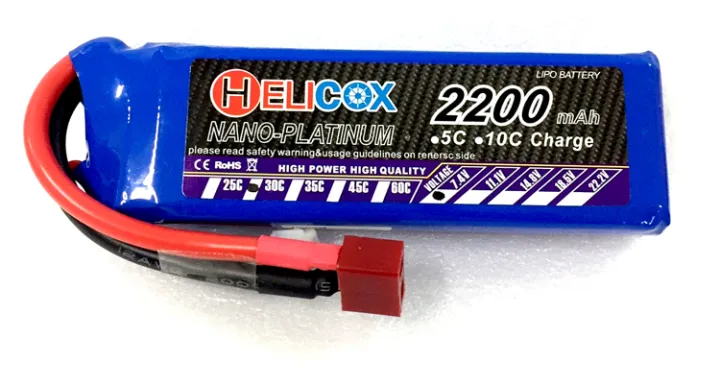 LIPO BATTERY
HELICOX
2200 mAh
NANO-PLATINUM
•5C •10C Charge
please read safety warning&usage guidelines on renersc side
CE RoHS
HIGH POWER HIGH QUALITY
25C 30C 35C 45C 60C
VOLTAGE 7.4V 11.1V 14.8V 18.5V 22.2V